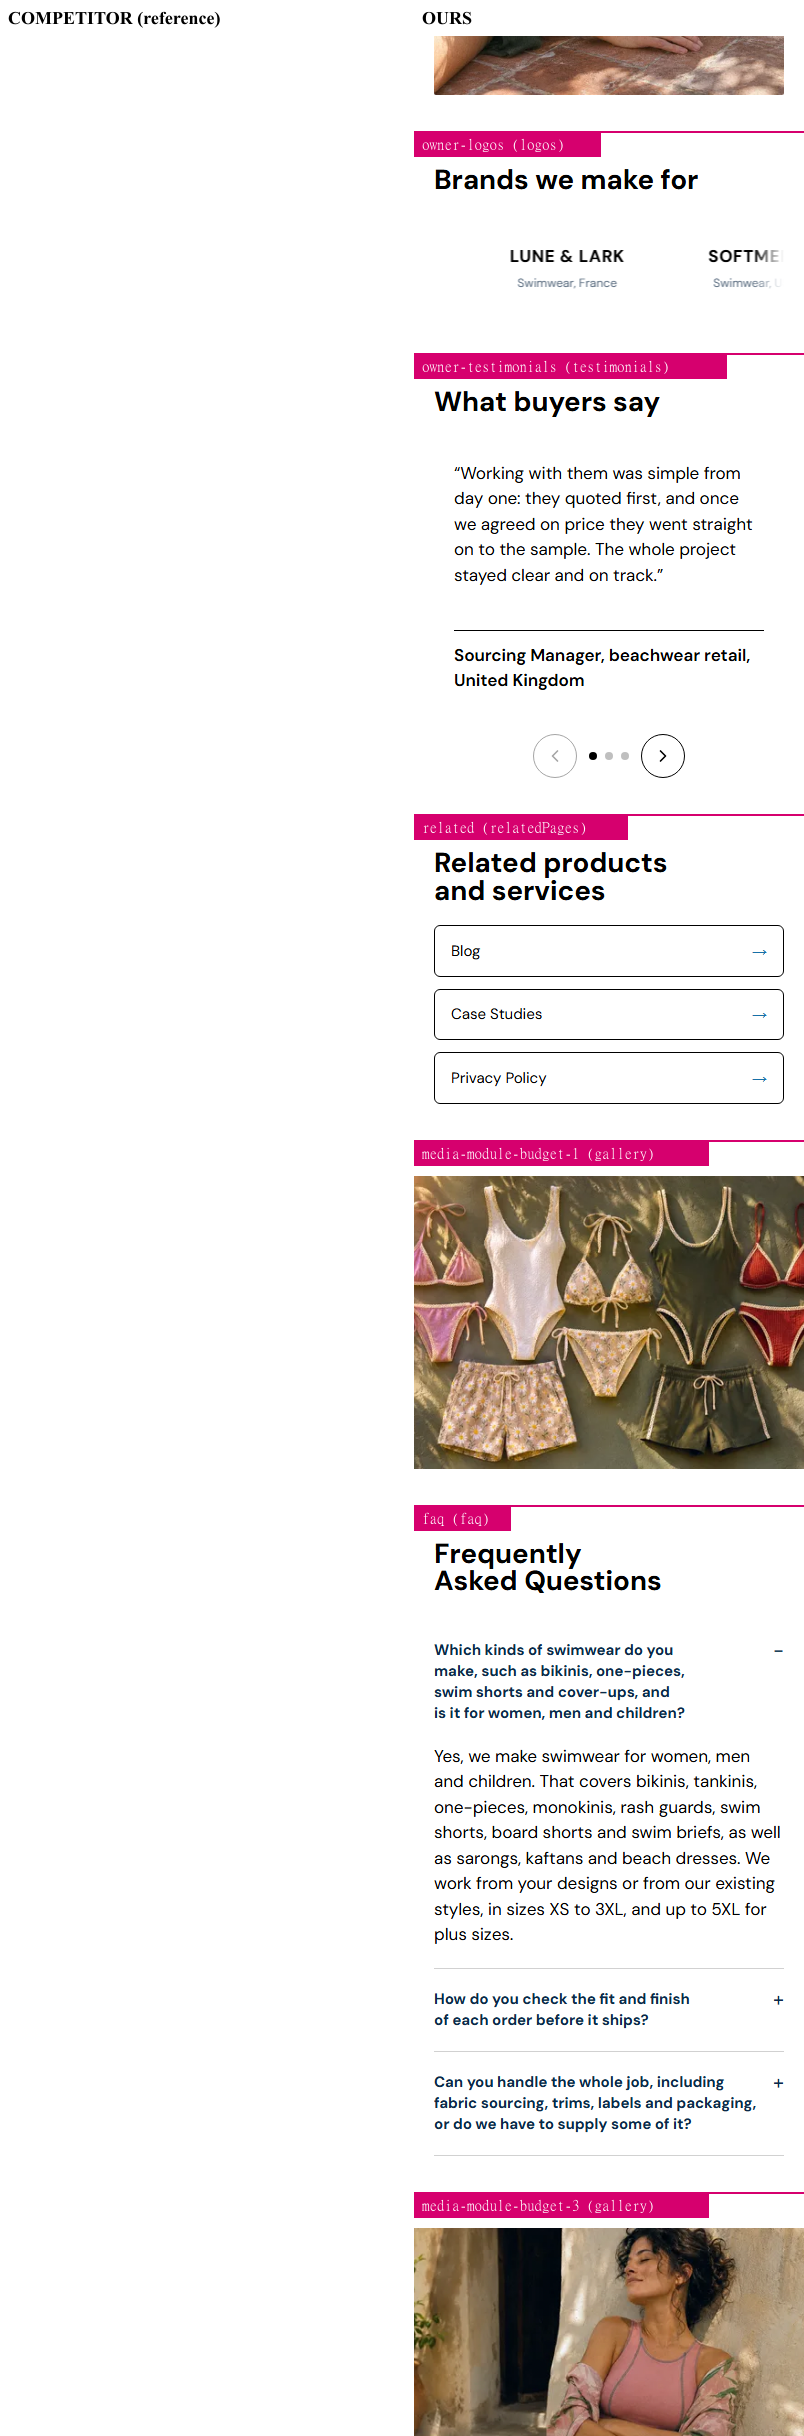 COMPETITOR (reference)
OURS
owner-logos (logos)
Brands we make for
LUNE & LARK
Swimwear, France
owner-testimonials (testimonials)
What buyers say
“Working with them was simple from
day one: they quoted first, and once
we agreed on price they went straight
on to the sample. The whole project
stayed clear and on track.”
Sourcing Manager, beachwear retail,
United Kingdom
related (relatedPages)
Related products
and services
Blog →
Case Studies →
Privacy Policy →
media-module-budget-1 (gallery)
faq (faq)
Frequently
Asked Questions
Which kinds of swimwear do you
make, such as bikinis, one-pieces,
swim shorts and cover-ups, and
is it for women, men and children?
Yes, we make swimwear for women, men
and children. That covers bikinis, tankinis,
one-pieces, monokinis, rash guards, swim
shorts, board shorts and swim briefs, as well
as sarongs, kaftans and beach dresses. We
work from your designs or from our existing
styles, in sizes XS to 3XL, and up to 5XL for
plus sizes.
How do you check the fit and finish
of each order before it ships?
Can you handle the whole job, including
fabric sourcing, trims, labels and packaging,
or do we have to supply some of it?
media-module-budget-3 (gallery)